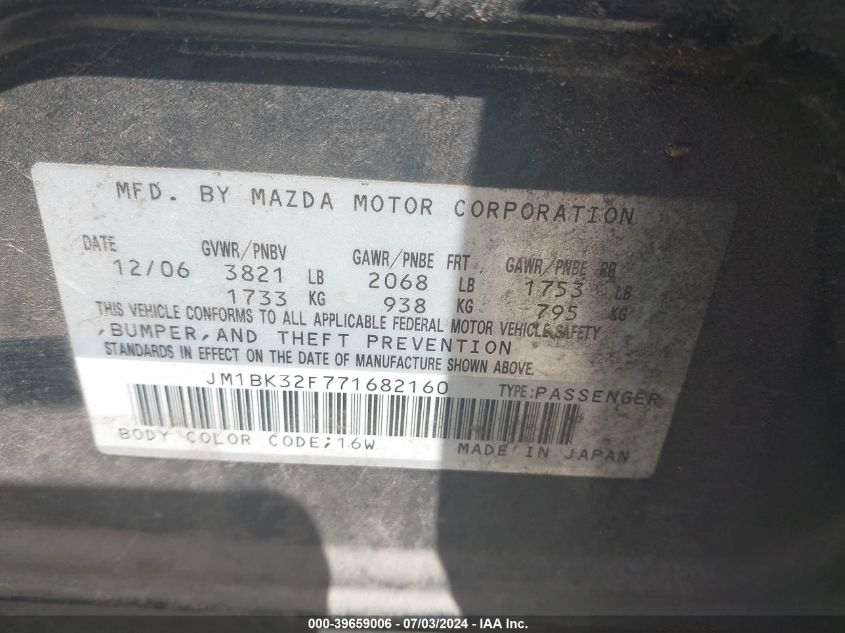 MFD. BY MAZDA MOTOR CORPORATION
DATE GVWR/PNBV GAWR/PNBE FRT GAWR/PNBE RR
12/06 3821 LB 2068 LB 1753 LB
1733 KG 938 KG 795 KG
THIS VEHICLE CONFORMS TO ALL APPLICABLE FEDERAL MOTOR VEHICLE SAFETY
,BUMPER,AND THEFT PREVENTION
STANDARDS IN EFFECT ON THE DATE OF MANUFACTURE SHOWN ABOVE.
JM1BK32F771682160 TYPE:PASSENGER
BODY COLOR CODE;16W MADE IN JAPAN
000-39659006 - 07/03/2024 - IAA Inc.